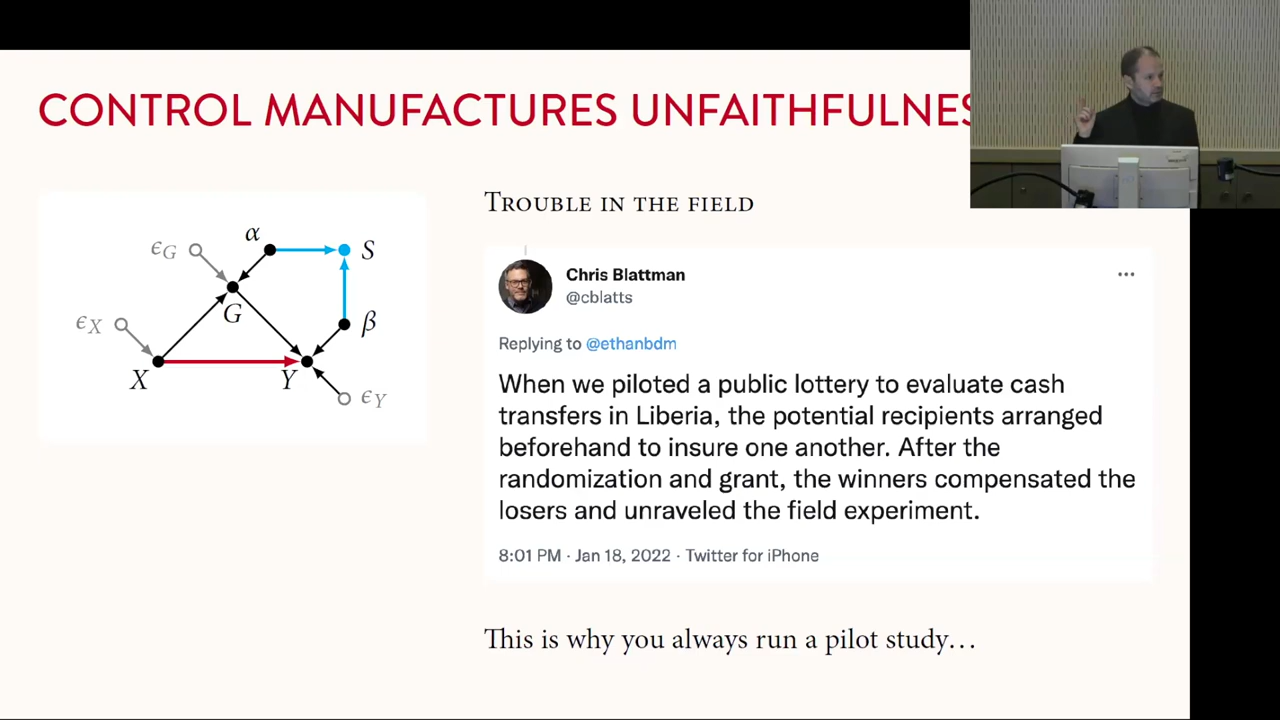 CONTROL MANUFACTURES UNFAITHFULNES
α
ϵG
S
G
β
ϵX
X
Y
ϵY
TROUBLE IN THE FIELD
Chris Blattman
@cblatts
Replying to @ethanbdm
When we piloted a public lottery to evaluate cash
transfers in Liberia, the potential recipients arranged
beforehand to insure one another. After the
randomization and grant, the winners compensated the
losers and unraveled the field experiment.
8:01 PM · Jan 18, 2022 · Twitter for iPhone
This is why you always run a pilot study…